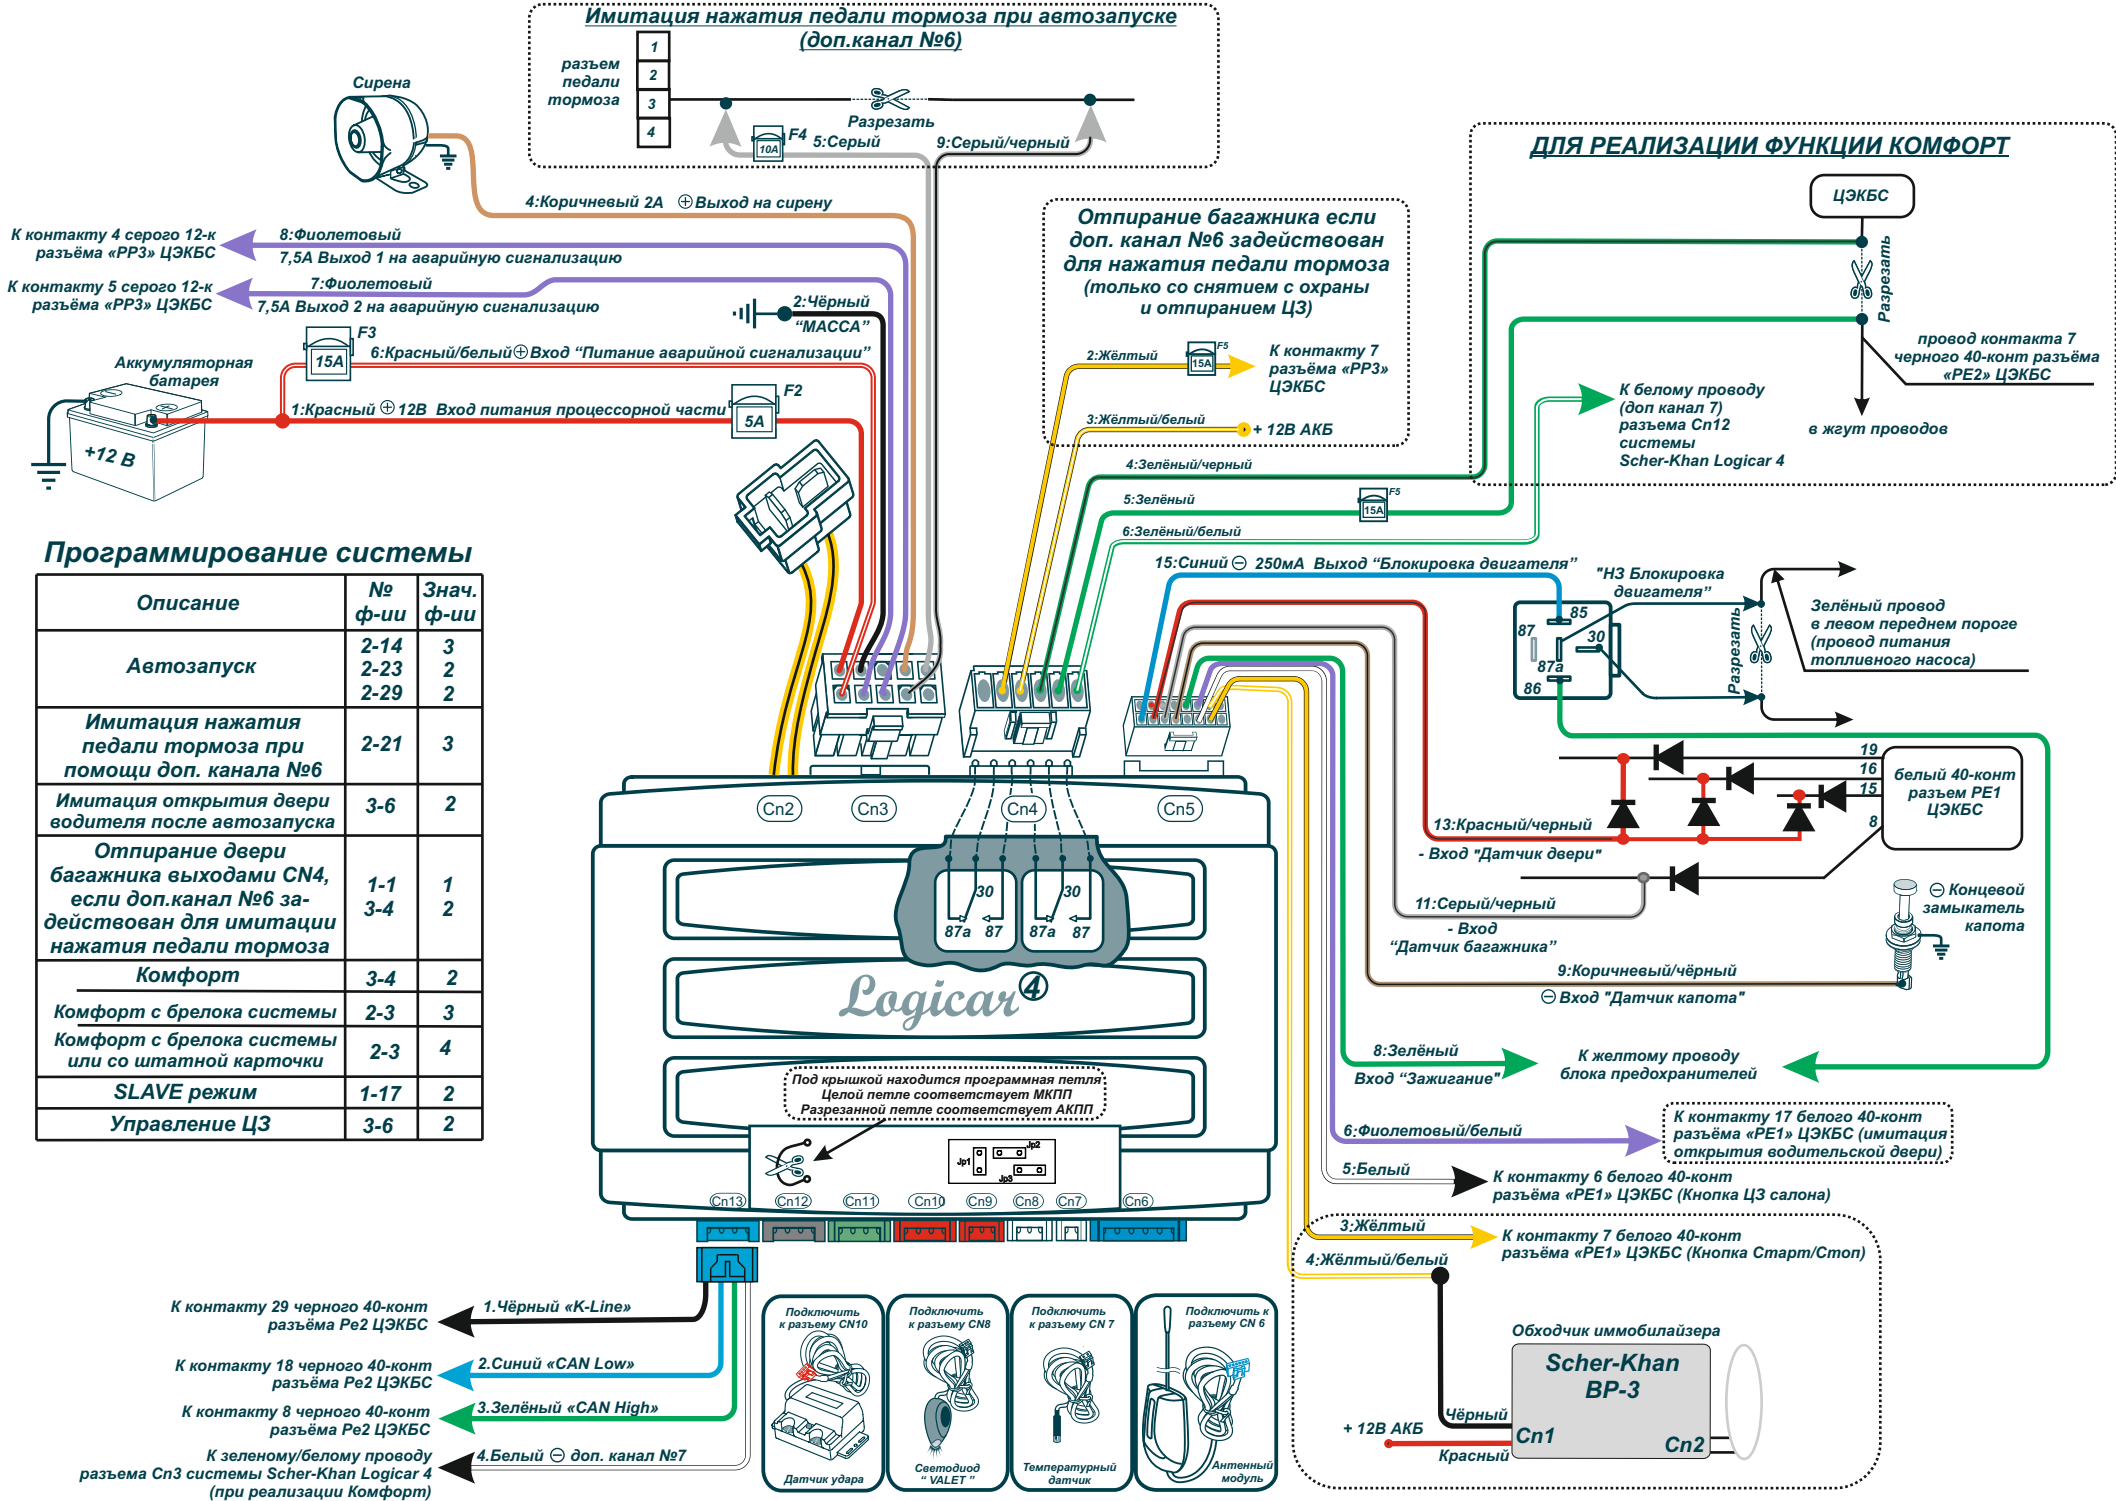 Имитация нажатия педали тормоза при автозапуске
(доп.канал №6)
разъем
педали
тормоза
1
2
3
4
Разрезать
F4
10А
5:Серый
9:Серый/черный
Сирена
4:Коричневый 2А ⊕ Выход на сирену
К контакту 4 серого 12-к
разъёма «РР3» ЦЭКБС
8:Фиолетовый
7,5А Выход 1 на аварийную сигнализацию
К контакту 5 серого 12-к
разъёма «РР3» ЦЭКБС
7:Фиолетовый
7,5А Выход 2 на аварийную сигнализацию
2:Чёрный
“МАССА”
F3
15А
6:Красный/белый ⊕ Вход “Питание аварийной сигнализации”
Аккумуляторная
батарея
+12 В
1:Красный ⊕ 12В Вход питания процессорной части
F2
5А
Отпирание багажника если
доп. канал №6 задействован
для нажатия педали тормоза
(только со снятием с охраны
и отпиранием ЦЗ)
2:Жёлтый
F5
15А
К контакту 7
разъёма «РР3»
ЦЭКБС
3:Жёлтый/белый
+ 12В АКБ
ДЛЯ РЕАЛИЗАЦИИ ФУНКЦИИ КОМФОРТ
ЦЭКБС
Разрезать
провод контакта 7
черного 40-конт разъёма
«РЕ2» ЦЭКБС
в жгут проводов
К белому проводу
(доп канал 7)
разъема Cn12
системы
Scher-Khan Logicar 4
4:Зелёный/черный
5:Зелёный
F5
15А
6:Зелёный/белый
15:Синий ⊖ 250мА Выход “Блокировка двигателя”
"НЗ Блокировка
двигателя”
85
87
30
87а
86
Разрезать
Зелёный провод
в левом переднем пороге
(провод питания
топливного насоса)
Программирование системы
Описание
№
ф-ии
Знач.
ф-ии
Автозапуск
2-14 3
2-23 2
2-29 2
Имитация нажатия
педали тормоза при
помощи доп. канала №6
2-21 3
Имитация открытия двери
водителя после автозапуска
3-6 2
Отпирание двери
багажника выходами CN4,
если доп.канал №6 за-
действован для имитации
нажатия педали тормоза
1-1 1
3-4 2
Комфорт 3-4 2
Комфорт с брелока системы 2-3 3
Комфорт с брелока системы
или со штатной карточки
2-3 4
SLAVE режим 1-17 2
Управление ЦЗ 3-6 2
Cn2
Cn3
Cn4
Cn5
30
87а 87
30
87а 87
Logicar 4
Под крышкой находится программная петля
Целой петле соответствует МКПП
Разрезанной петле соответствует АКПП
Jp1
Jp2
Jp3
Cn13
Cn12
Cn11
Cn10
Cn9
Cn8
Cn7
Cn6
19
16
15
8
белый 40-конт
разъем РЕ1
ЦЭКБС
13:Красный/черный
- Вход "Датчик двери"
11:Серый/черный
- Вход
“Датчик багажника”
⊖ Концевой
замыкатель
капота
9:Коричневый/чёрный
⊖ Вход "Датчик капота"
8:Зелёный
Вход “Зажигание"
К желтому проводу
блока предохранителей
6:Фиолетовый/белый
К контакту 17 белого 40-конт
разъёма «РЕ1» ЦЭКБС (имитация
открытия водительской двери)
5:Белый
К контакту 6 белого 40-конт
разъёма «РЕ1» ЦЭКБС (Кнопка ЦЗ салона)
3:Жёлтый
К контакту 7 белого 40-конт
разъёма «РЕ1» ЦЭКБС (Кнопка Старт/Стоп)
4:Жёлтый/белый
Обходчик иммобилайзера
Scher-Khan
BP-3
Чёрный
Cn1
Cn2
+ 12В АКБ
Красный
К контакту 29 черного 40-конт
разъёма Ре2 ЦЭКБС
1.Чёрный «K-Line»
К контакту 18 черного 40-конт
разъёма Ре2 ЦЭКБС
2.Синий «CAN Low»
К контакту 8 черного 40-конт
разъёма Ре2 ЦЭКБС
3.Зелёный «CAN High»
К зеленому/белому проводу
разъема Cn3 системы Scher-Khan Logicar 4
(при реализации Комфорт)
4.Белый ⊖ доп. канал №7
Подключить
к разъему CN10
Датчик удара
Подключить
к разъему CN8
Светодиод
“ VALET ”
Подключить
к разъему CN 7
Температурный
датчик
Подключить к
разъему CN 6
Антенный
модуль